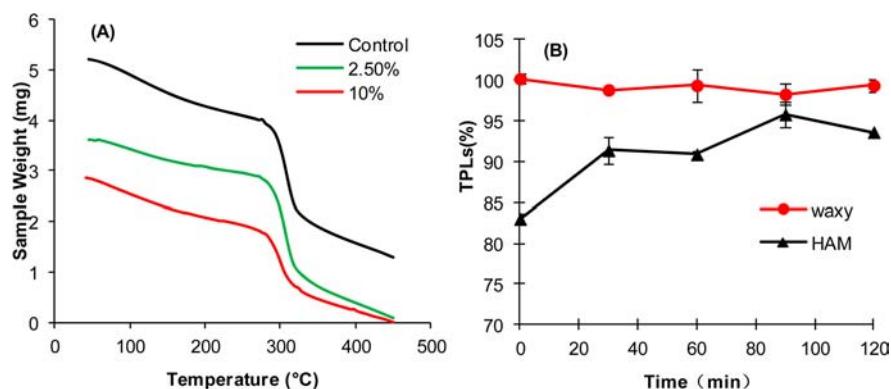 (A)
Control
2.50%
10%
Sample Weight (mg)
6
5
4
3
2
1
0
0 100 200 300 400 500
Temperature (°C)
(B)
TPLs(%)
105
100
95
90
85
80
75
70
waxy
HAM
0 20 40 60 80 100 120
Time（min）